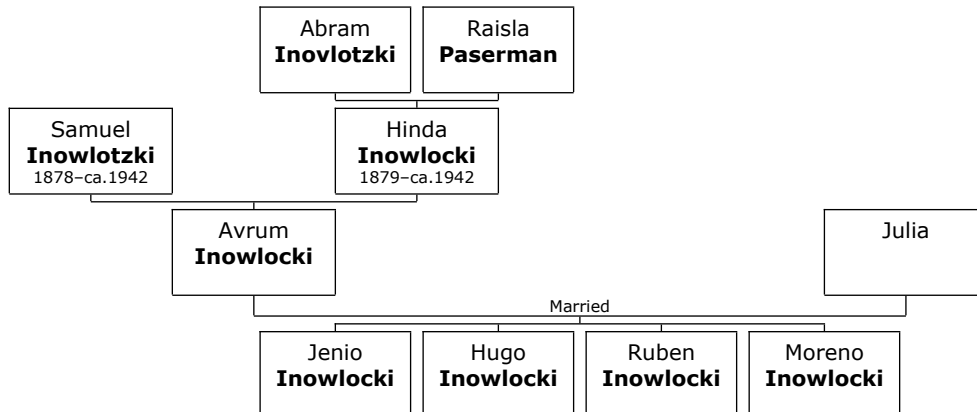 Abram
Inovlotzki
Raisla
Paserman
Samuel
Inowlotzki
1878–ca.1942
Hinda
Inowlocki
1879–ca.1942
Avrum
Inowlocki
Julia
Married
Jenio
Inowlocki
Hugo
Inowlocki
Ruben
Inowlocki
Moreno
Inowlocki